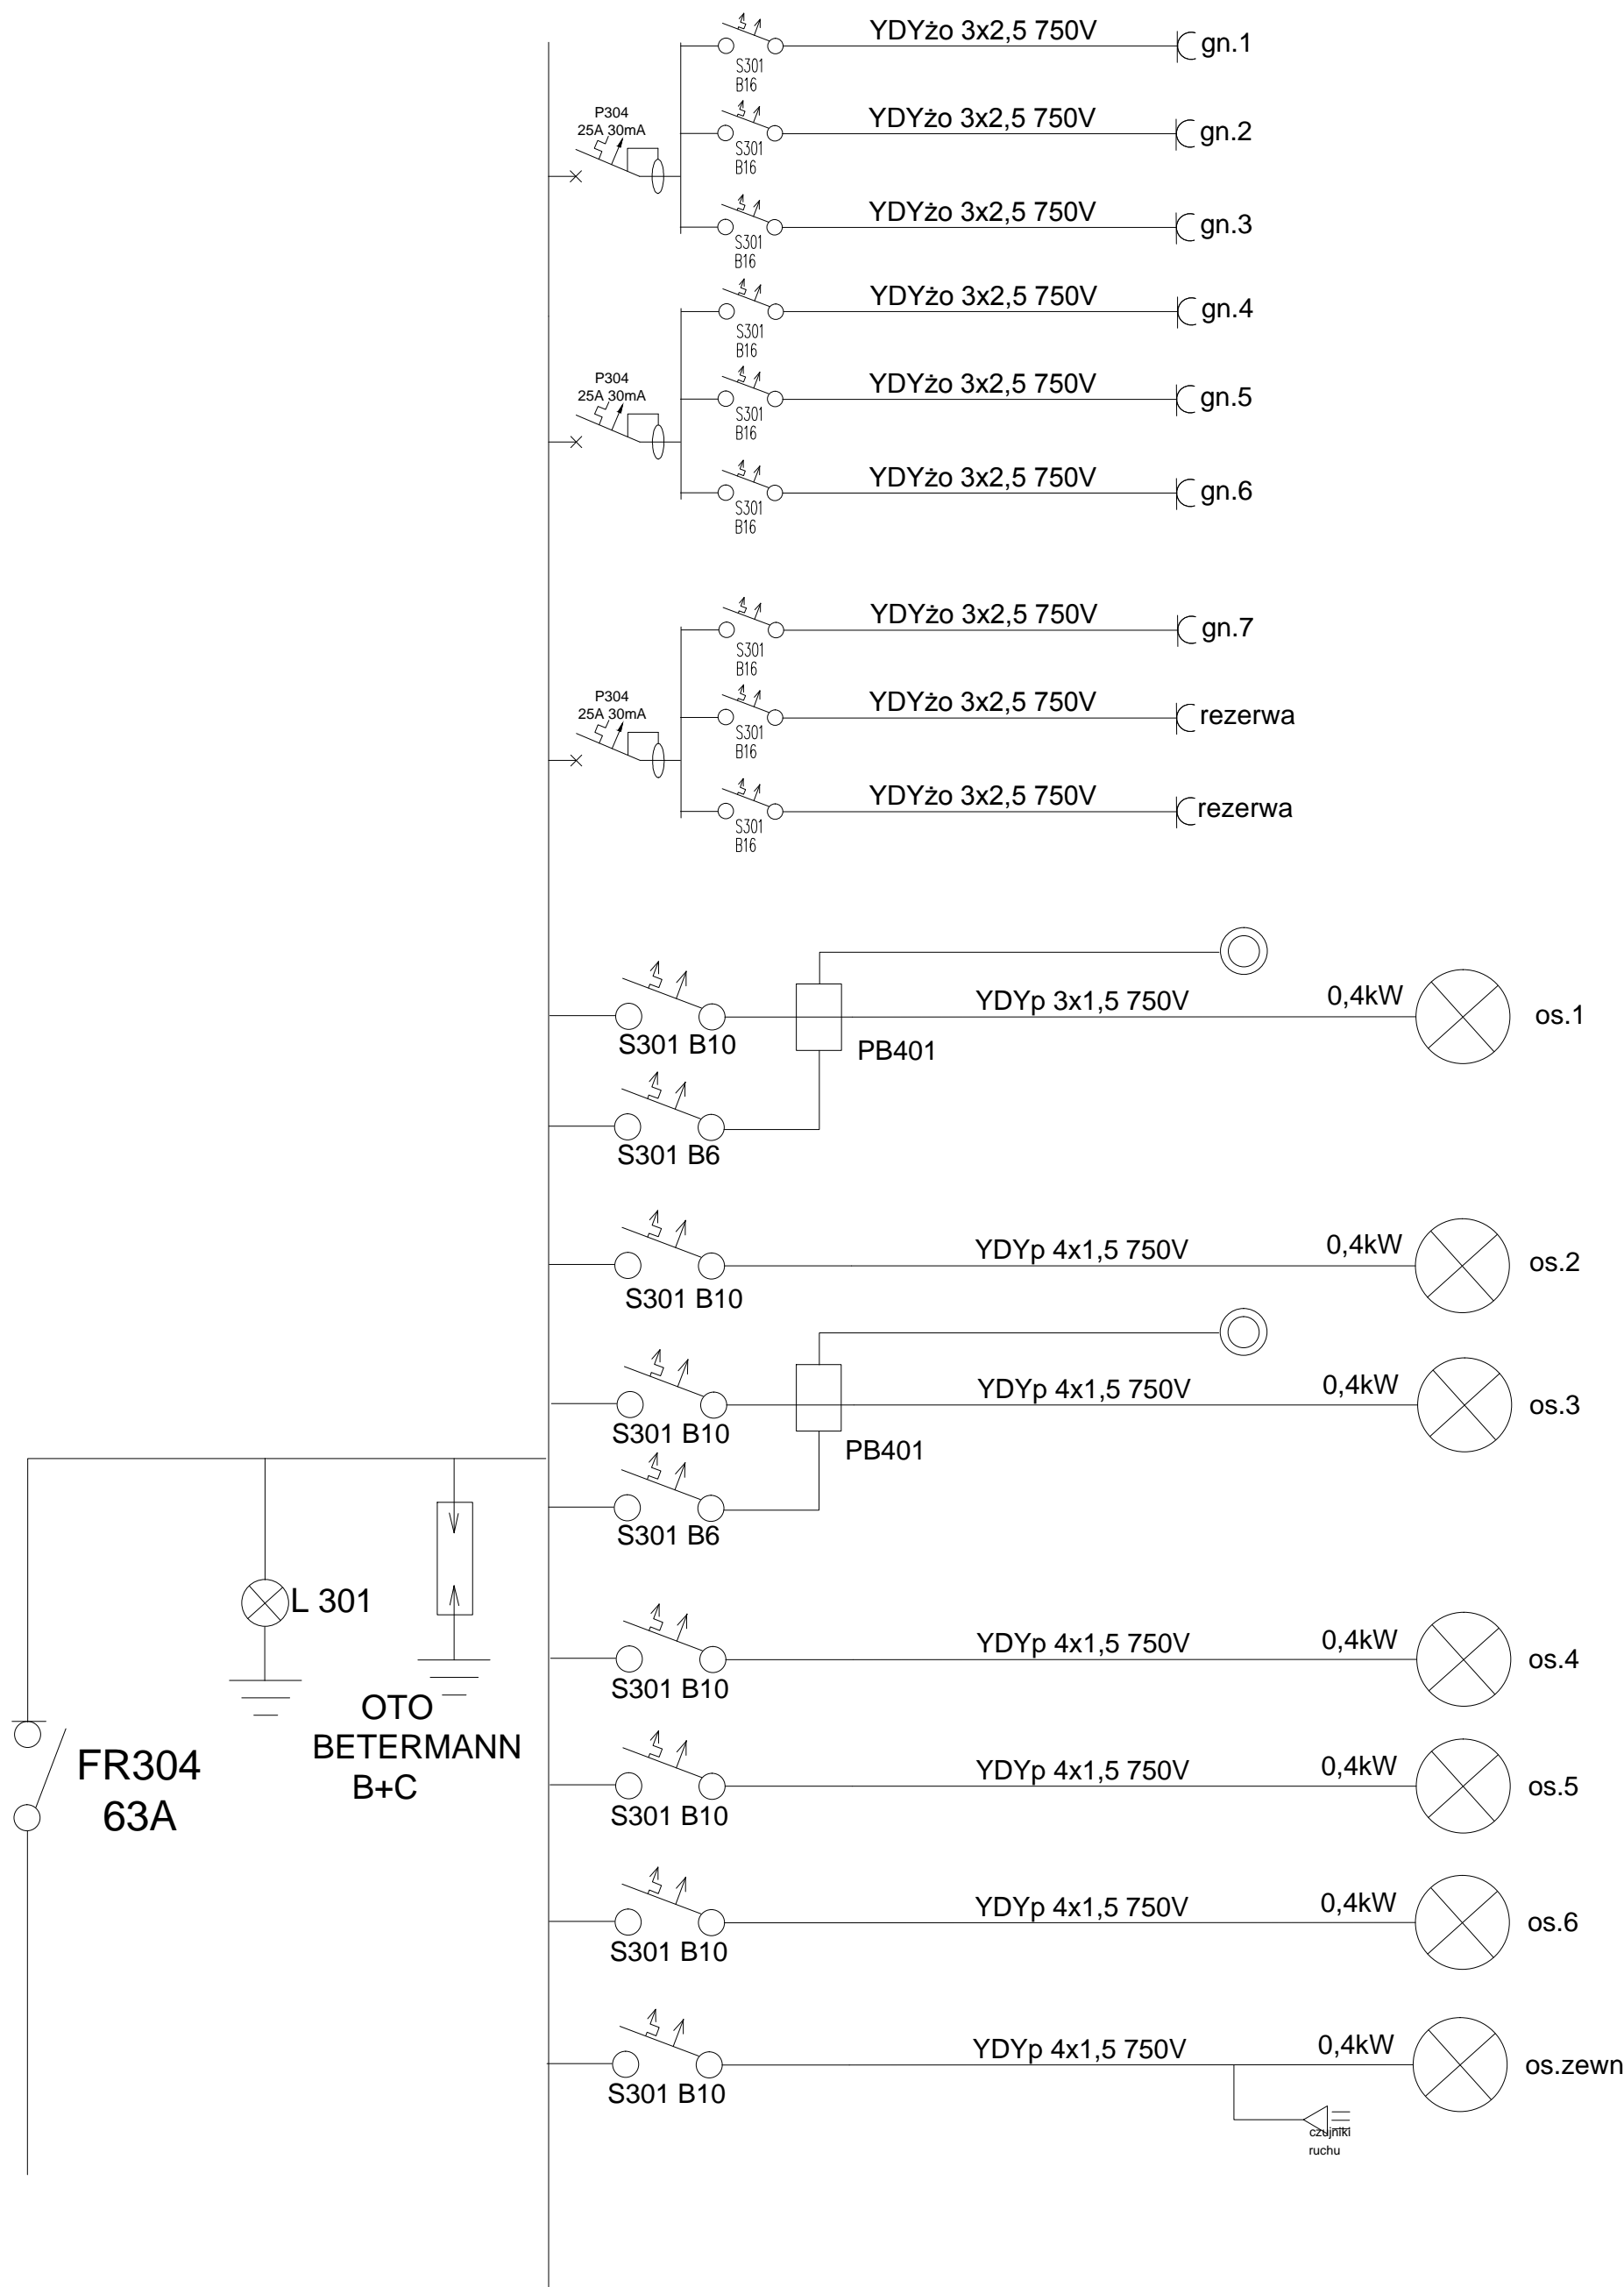 YDYżo 3x2,5 750V
gn.1
S301
B16
P304
25A 30mA
YDYżo 3x2,5 750V
gn.2
S301
B16
YDYżo 3x2,5 750V
gn.3
S301
B16
YDYżo 3x2,5 750V
gn.4
S301
B16
P304
25A 30mA
YDYżo 3x2,5 750V
gn.5
S301
B16
YDYżo 3x2,5 750V
gn.6
S301
B16
YDYżo 3x2,5 750V
gn.7
S301
B16
P304
25A 30mA
YDYżo 3x2,5 750V
rezerwa
S301
B16
YDYżo 3x2,5 750V
rezerwa
S301
B16
YDYp 3x1,5 750V
0,4kW
os.1
S301 B10
PB401
S301 B6
YDYp 4x1,5 750V
0,4kW
os.2
S301 B10
YDYp 4x1,5 750V
0,4kW
os.3
S301 B10
PB401
S301 B6
L 301
OTO
BETERMANN
B+C
FR304
63A
YDYp 4x1,5 750V
0,4kW
os.4
S301 B10
YDYp 4x1,5 750V
0,4kW
os.5
S301 B10
YDYp 4x1,5 750V
0,4kW
os.6
S301 B10
YDYp 4x1,5 750V
0,4kW
os.zewn
S301 B10
czujniki
ruchu